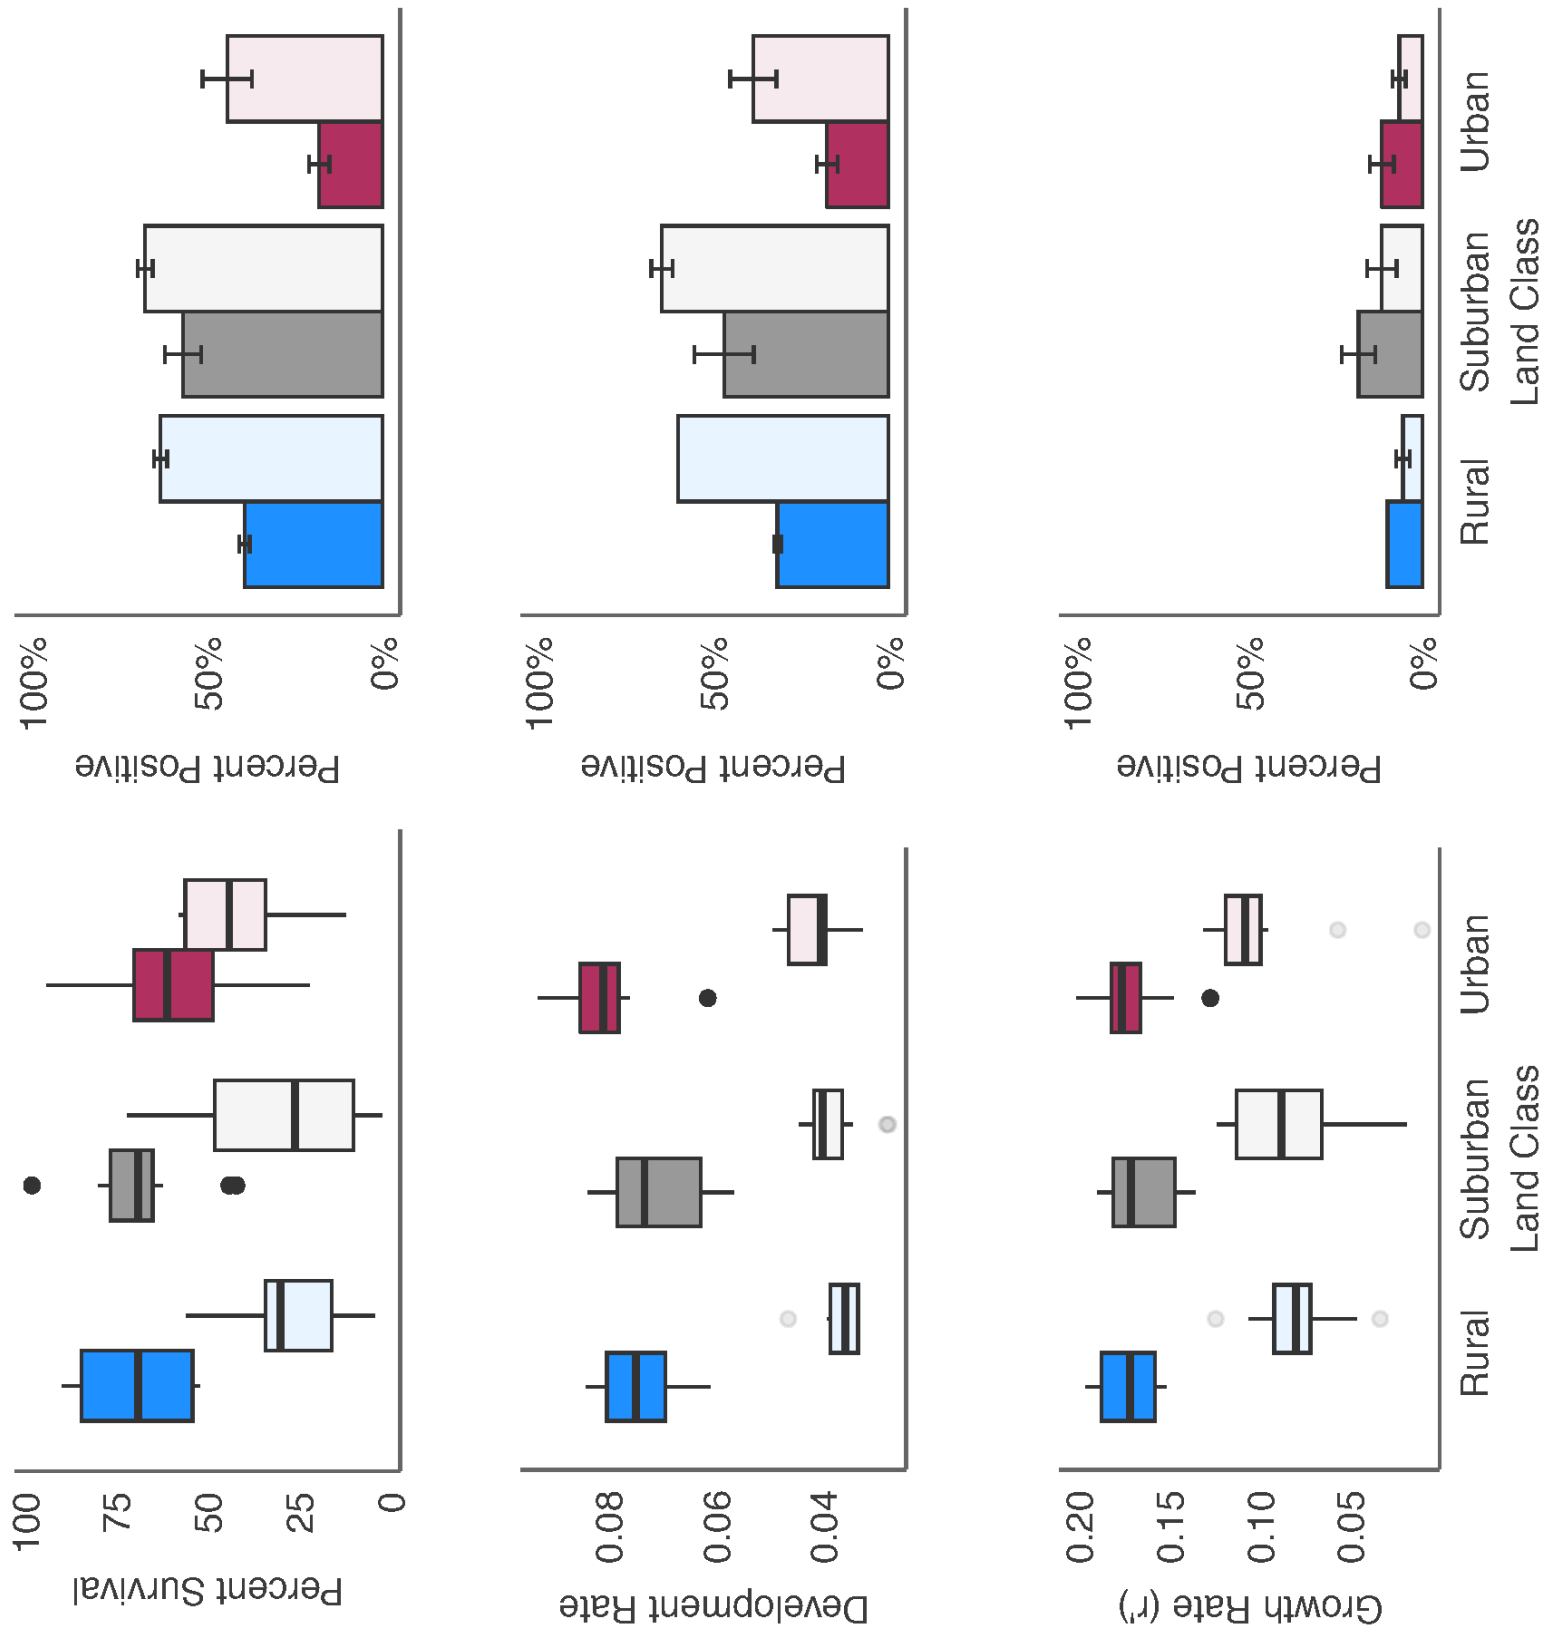 Percent Survival
100
75
50
25
0
Percent Positive
100%
50%
0%
Development Rate
0.08
0.06
0.04
Percent Positive
100%
50%
0%
Growth Rate (r')
0.20
0.15
0.10
0.05
Rural
Suburban
Urban
Land Class
Percent Positive
100%
50%
0%
Rural
Suburban
Urban
Land Class